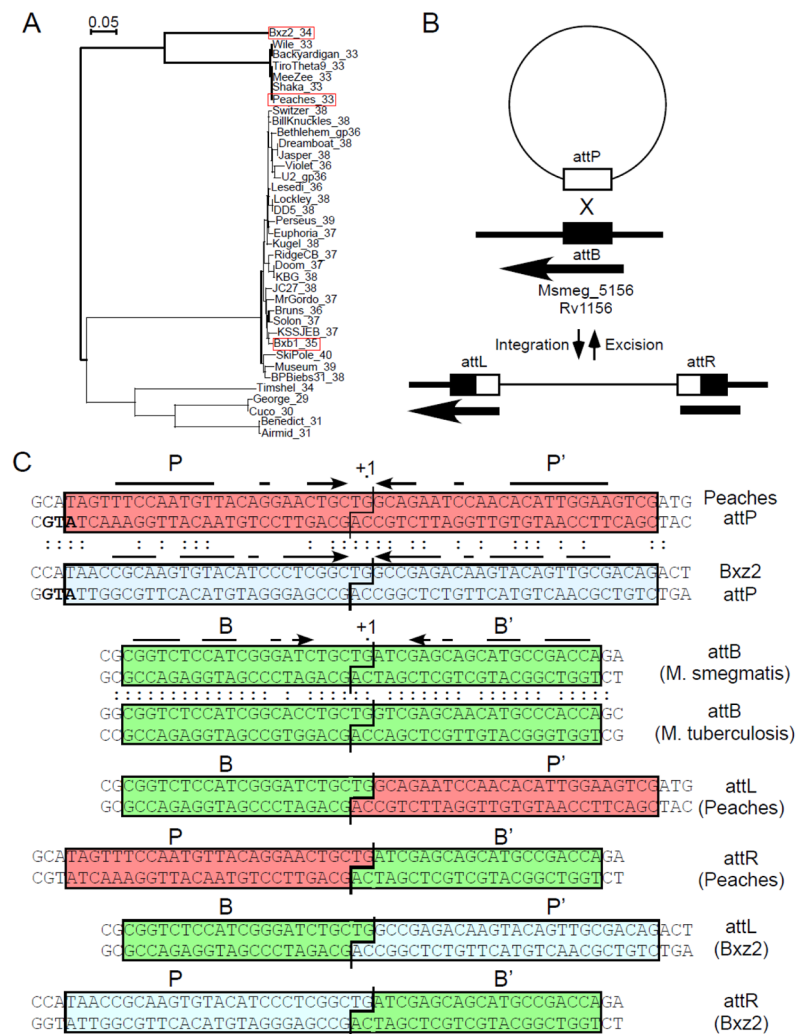 A
0.05
Bxz2_34
Wile_33
Backyardigan_33
TiroTheta9_33
MeeZee_33
Shaka_33
Peaches_33
Switzer_38
BillKnuckles_38
Bethlehem_gp36
Dreamboat_38
Jasper_38
Violet_36
U2_gp36
Lesedi_36
Lockley_38
DD5_38
Perseus_39
Euphoria_37
Kugel_38
RidgeCB_37
Doom_37
KBG_38
JC27_38
MrGordo_37
Bruns_36
Solon_37
KSSJEB_37
Bxb1_35
SkiPole_40
Museum_39
BPBiebs31_38
Timshel_34
George_29
Cuco_30
Benedict_31
Airmid_31
B
attP
X
attB
Msmeg_5156
Rv1156
Integration
Excision
attL
attR
C
P +1 P’
GCATAGTTTCCAATGTTACAGGAACTGCTGGCAGAATCCAACACATTGGAAGTCGATG Peaches
CGTATCAAAGGTTACAATGTCCTTGACGACCGTCTTAGGTTGTGTAACCTTCAGCTAC attP
CCATAACCGCAAGTGTACATCCCTCGGCTGGCCGAGACAAGTACAGTTGCGACAGACT Bxz2
GGTATTGGCGTTCACATGTAGGGAGCCGACCGGCTCTGTTCATGTCAACGCTGTCTGA attP
B +1 B’
CGCGGTCTCCATCGGGATCTGCTGATCGAGCAGCATGCCGACCAGA attB
GCGCCAGAGGTAGCCCTAGACGACTAGCTCGTCGTACGGCTGGTCT (M. smegmatis)
GGCGGTCTCCATCGGCACCTGCTGGTCGAGCAACATGCCCACCAGC attB
CCGCCAGAGGTAGCCGTGGACGACCAGCTCGTTGTACGGGTGGTCG (M. tuberculosis)
B P’
CGCGGTCTCCATCGGGATCTGCTGGCAGAATCCAACACATTGGAAGTCGATG attL
GCGCCAGAGGTAGCCCTAGACGACCGTCTTAGGTTGTGTAACCTTCAGCTAC (Peaches)
P B’
GCATAGTTTCCAATGTTACAGGAACTGCTGATCGAGCAGCATGCCGACCAGA attR
CGTATCAAAGGTTACAATGTCCTTGACGACTAGCTCGTCGTACGGCTGGTCT (Peaches)
B P’
CGCGGTCTCCATCGGGATCTGCTGGCCGAGACAAGTACAGTTGCGACAGACT attL
GCGCCAGAGGTAGCCCTAGACGACCGGCTCTGTTCATGTCAACGCTGTCTGA (Bxz2)
P B’
CCATAACCGCAAGTGTACATCCCTCGGCTGATCGAGCAGCATGCCGACCAGA attR
GGTATTGGCGTTCACATGTAGGGAGCCGACTAGCTCGTCGTACGGCTGGTCT (Bxz2)